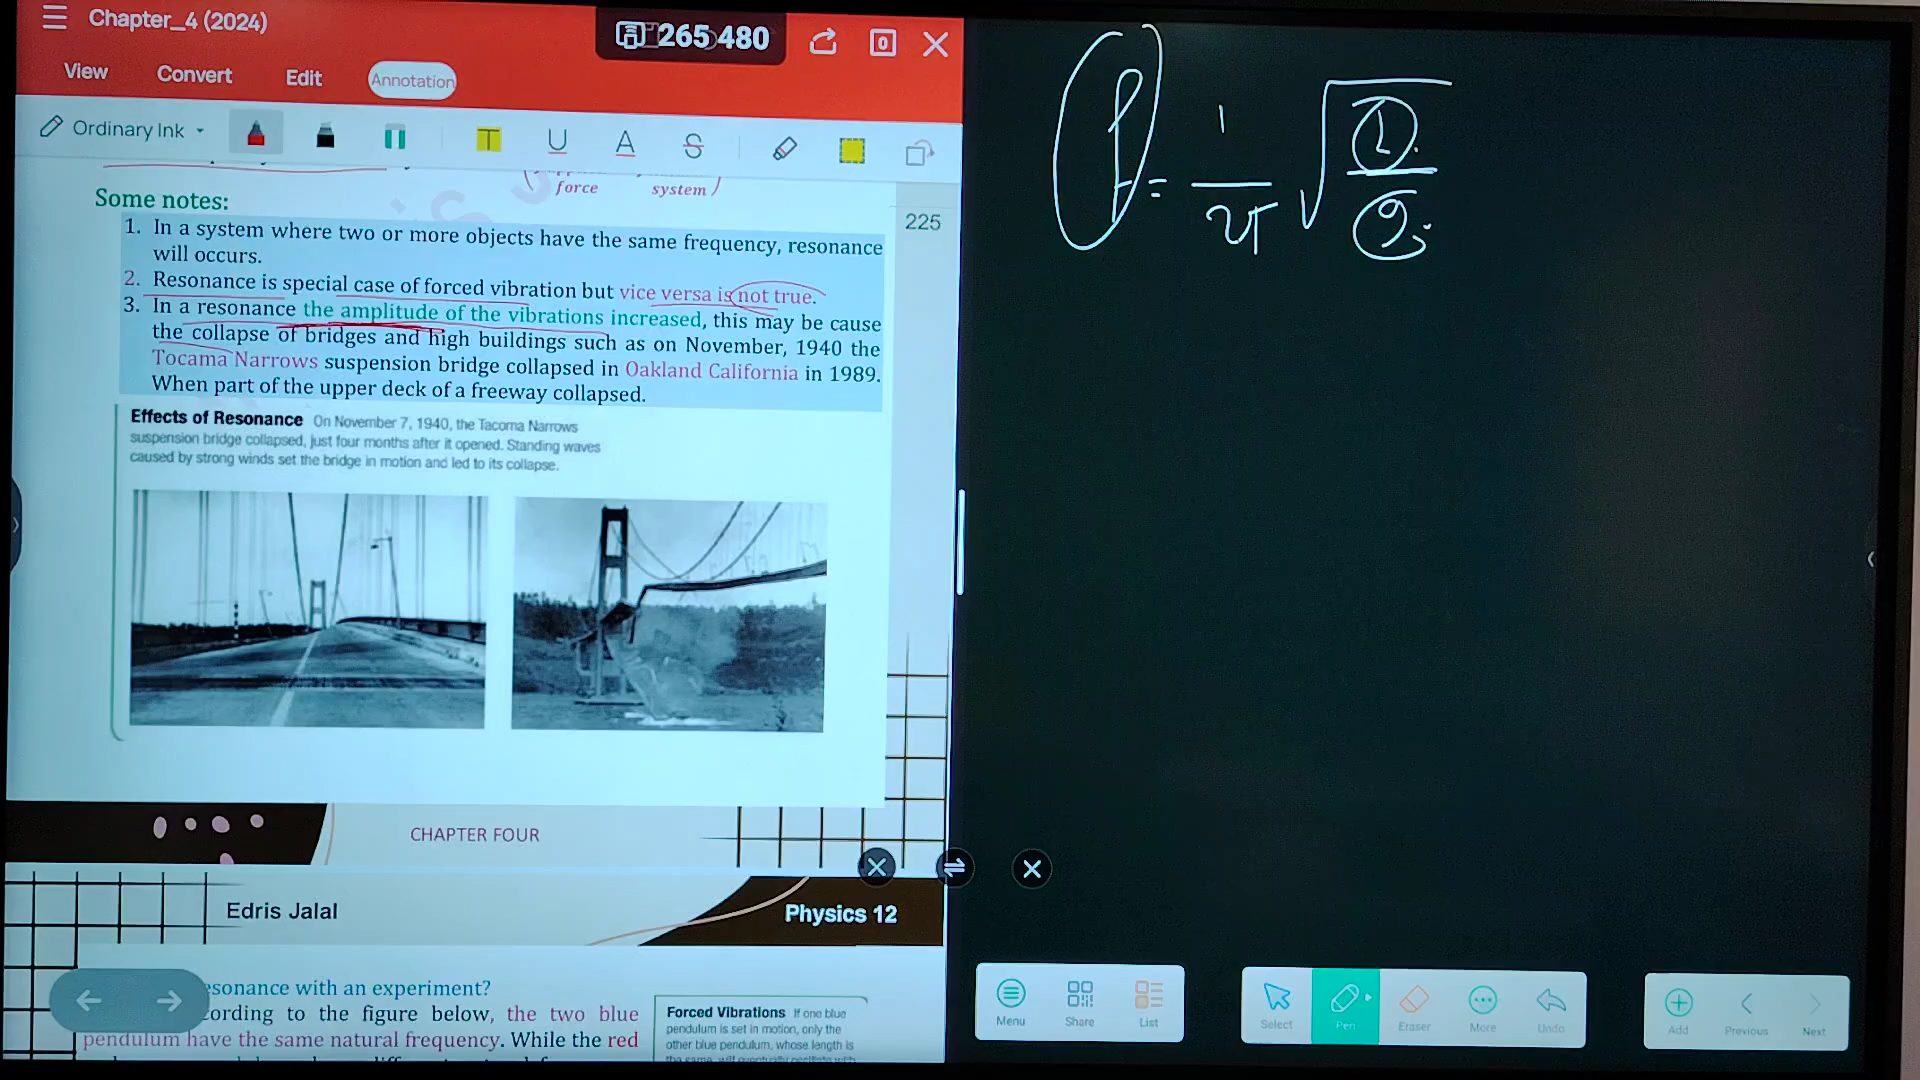 Chapter_4 (2024)
265 480
View Convert Edit Annotation
Ordinary Ink
T U A S
force system
Some notes:
225
1. In a system where two or more objects have the same frequency, resonance
will occurs.
2. Resonance is special case of forced vibration but vice versa is not true.
3. In a resonance the amplitude of the vibrations increased, this may be cause
the collapse of bridges and high buildings such as on November, 1940 the
Tocama Narrows suspension bridge collapsed in Oakland California in 1989.
When part of the upper deck of a freeway collapsed.
Effects of Resonance On November 7, 1940, the Tacoma Narrows
suspension bridge collapsed, just four months after it opened. Standing waves
caused by strong winds set the bridge in motion and led to its collapse.
CHAPTER FOUR
Edris Jalal
Physics 12
esonance with an experiment?
cording to the figure below, the two blue
pendulum have the same natural frequency. While the red
Forced Vibrations If one blue
pendulum is set in motion, only the
other blue pendulum, whose length is
the same, will eventually oscillate with
f = 1/2π √L/g
Menu Share List
Select Pen Eraser More Undo
Add Previous Next